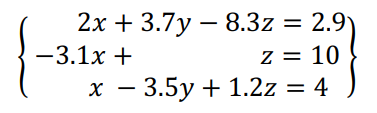 2x + 3.7y − 8.3z = 2.9
−3.1x + z = 10
x − 3.5y + 1.2z = 4